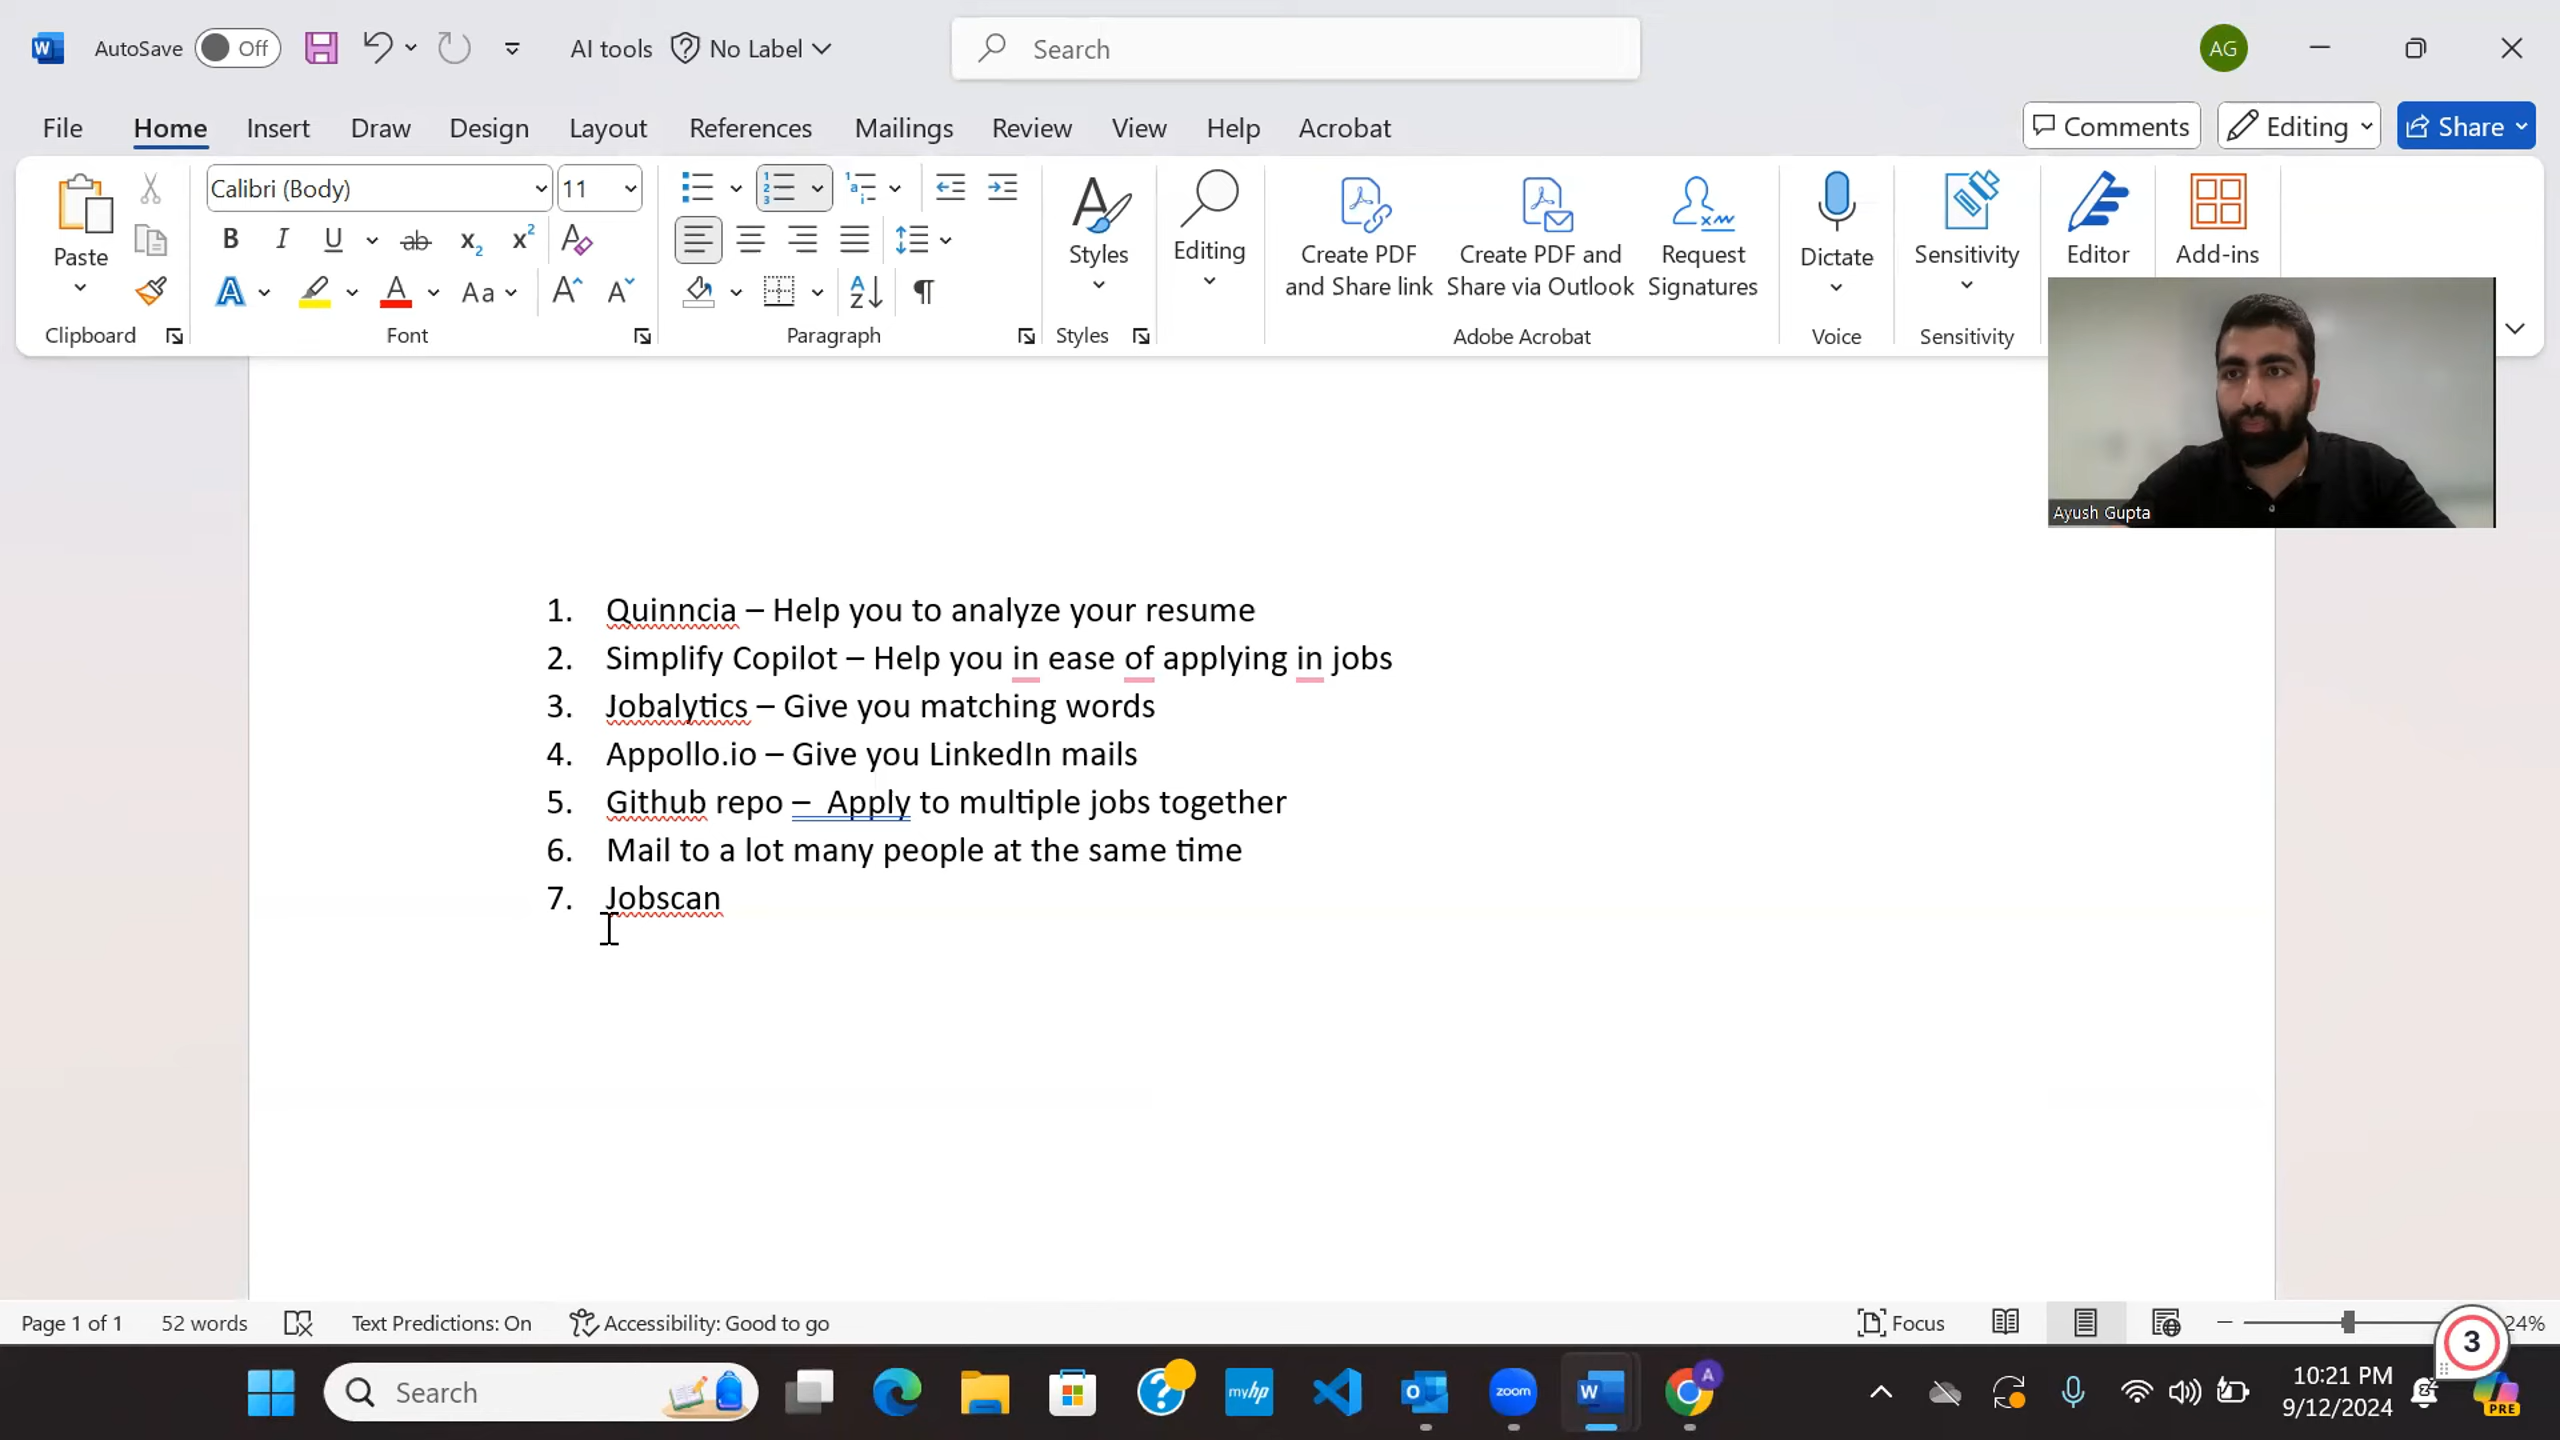 AutoSave Off AI tools No Label Search AG
File Home Insert Draw Design Layout References Mailings Review View Help Acrobat Comments Editing Share
Calibri (Body) 11
Paste
Styles
Editing
Create PDF and Share link
Create PDF and Share via Outlook
Request Signatures
Dictate
Sensitivity
Editor
Add-ins
Clipboard Font Paragraph Styles Adobe Acrobat Voice Sensitivity
Ayush Gupta
1. Quinncia – Help you to analyze your resume
2. Simplify Copilot – Help you in ease of applying in jobs
3. Jobalytics – Give you matching words
4. Appollo.io – Give you LinkedIn mails
5. Github repo – Apply to multiple jobs together
6. Mail to a lot many people at the same time
7. Jobscan
Page 1 of 1 52 words Text Predictions: On Accessibility: Good to go Focus 24%
3
Search myhp zoom A 10:21 PM
9/12/2024 PRE